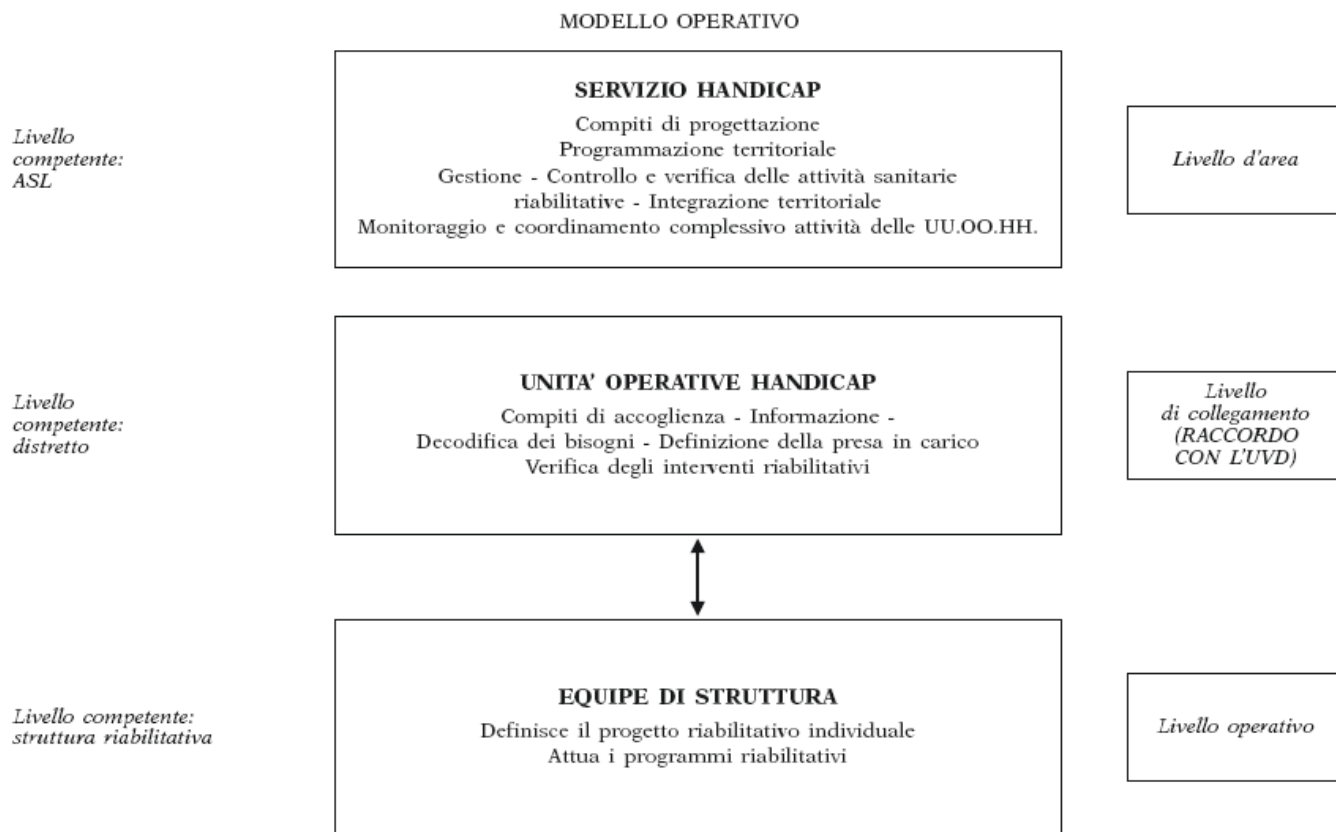 MODELLO OPERATIVO
Livello
competente:
ASL
SERVIZIO HANDICAP
Compiti di progettazione
Programmazione territoriale
Gestione - Controllo e verifica delle attività sanitarie
riabilitative - Integrazione territoriale
Monitoraggio e coordinamento complessivo attività delle UU.OO.HH.
Livello d'area
Livello
competente:
distretto
UNITA' OPERATIVE HANDICAP
Compiti di accoglienza - Informazione -
Decodifica dei bisogni - Definizione della presa in carico
Verifica degli interventi riabilitativi
Livello
di collegamento
(RACCORDO
CON L'UVD)
Livello competente:
struttura riabilitativa
EQUIPE DI STRUTTURA
Definisce il progetto riabilitativo individuale
Attua i programmi riabilitativi
Livello operativo